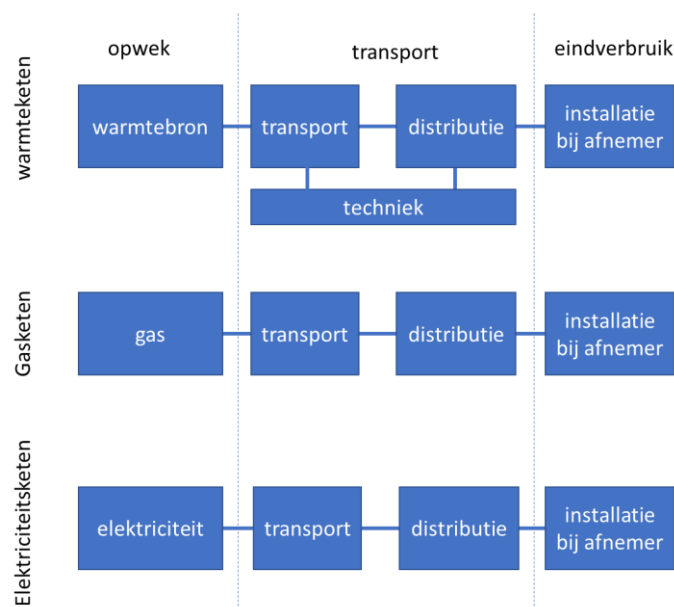 opwek
transport
eindverbruik
warmteketen
warmtebron
transport
distributie
installatie
bij afnemer
techniek
Gasketen
gas
transport
distributie
installatie
bij afnemer
Elektriciteitsketen
elektriciteit
transport
distributie
installatie
bij afnemer